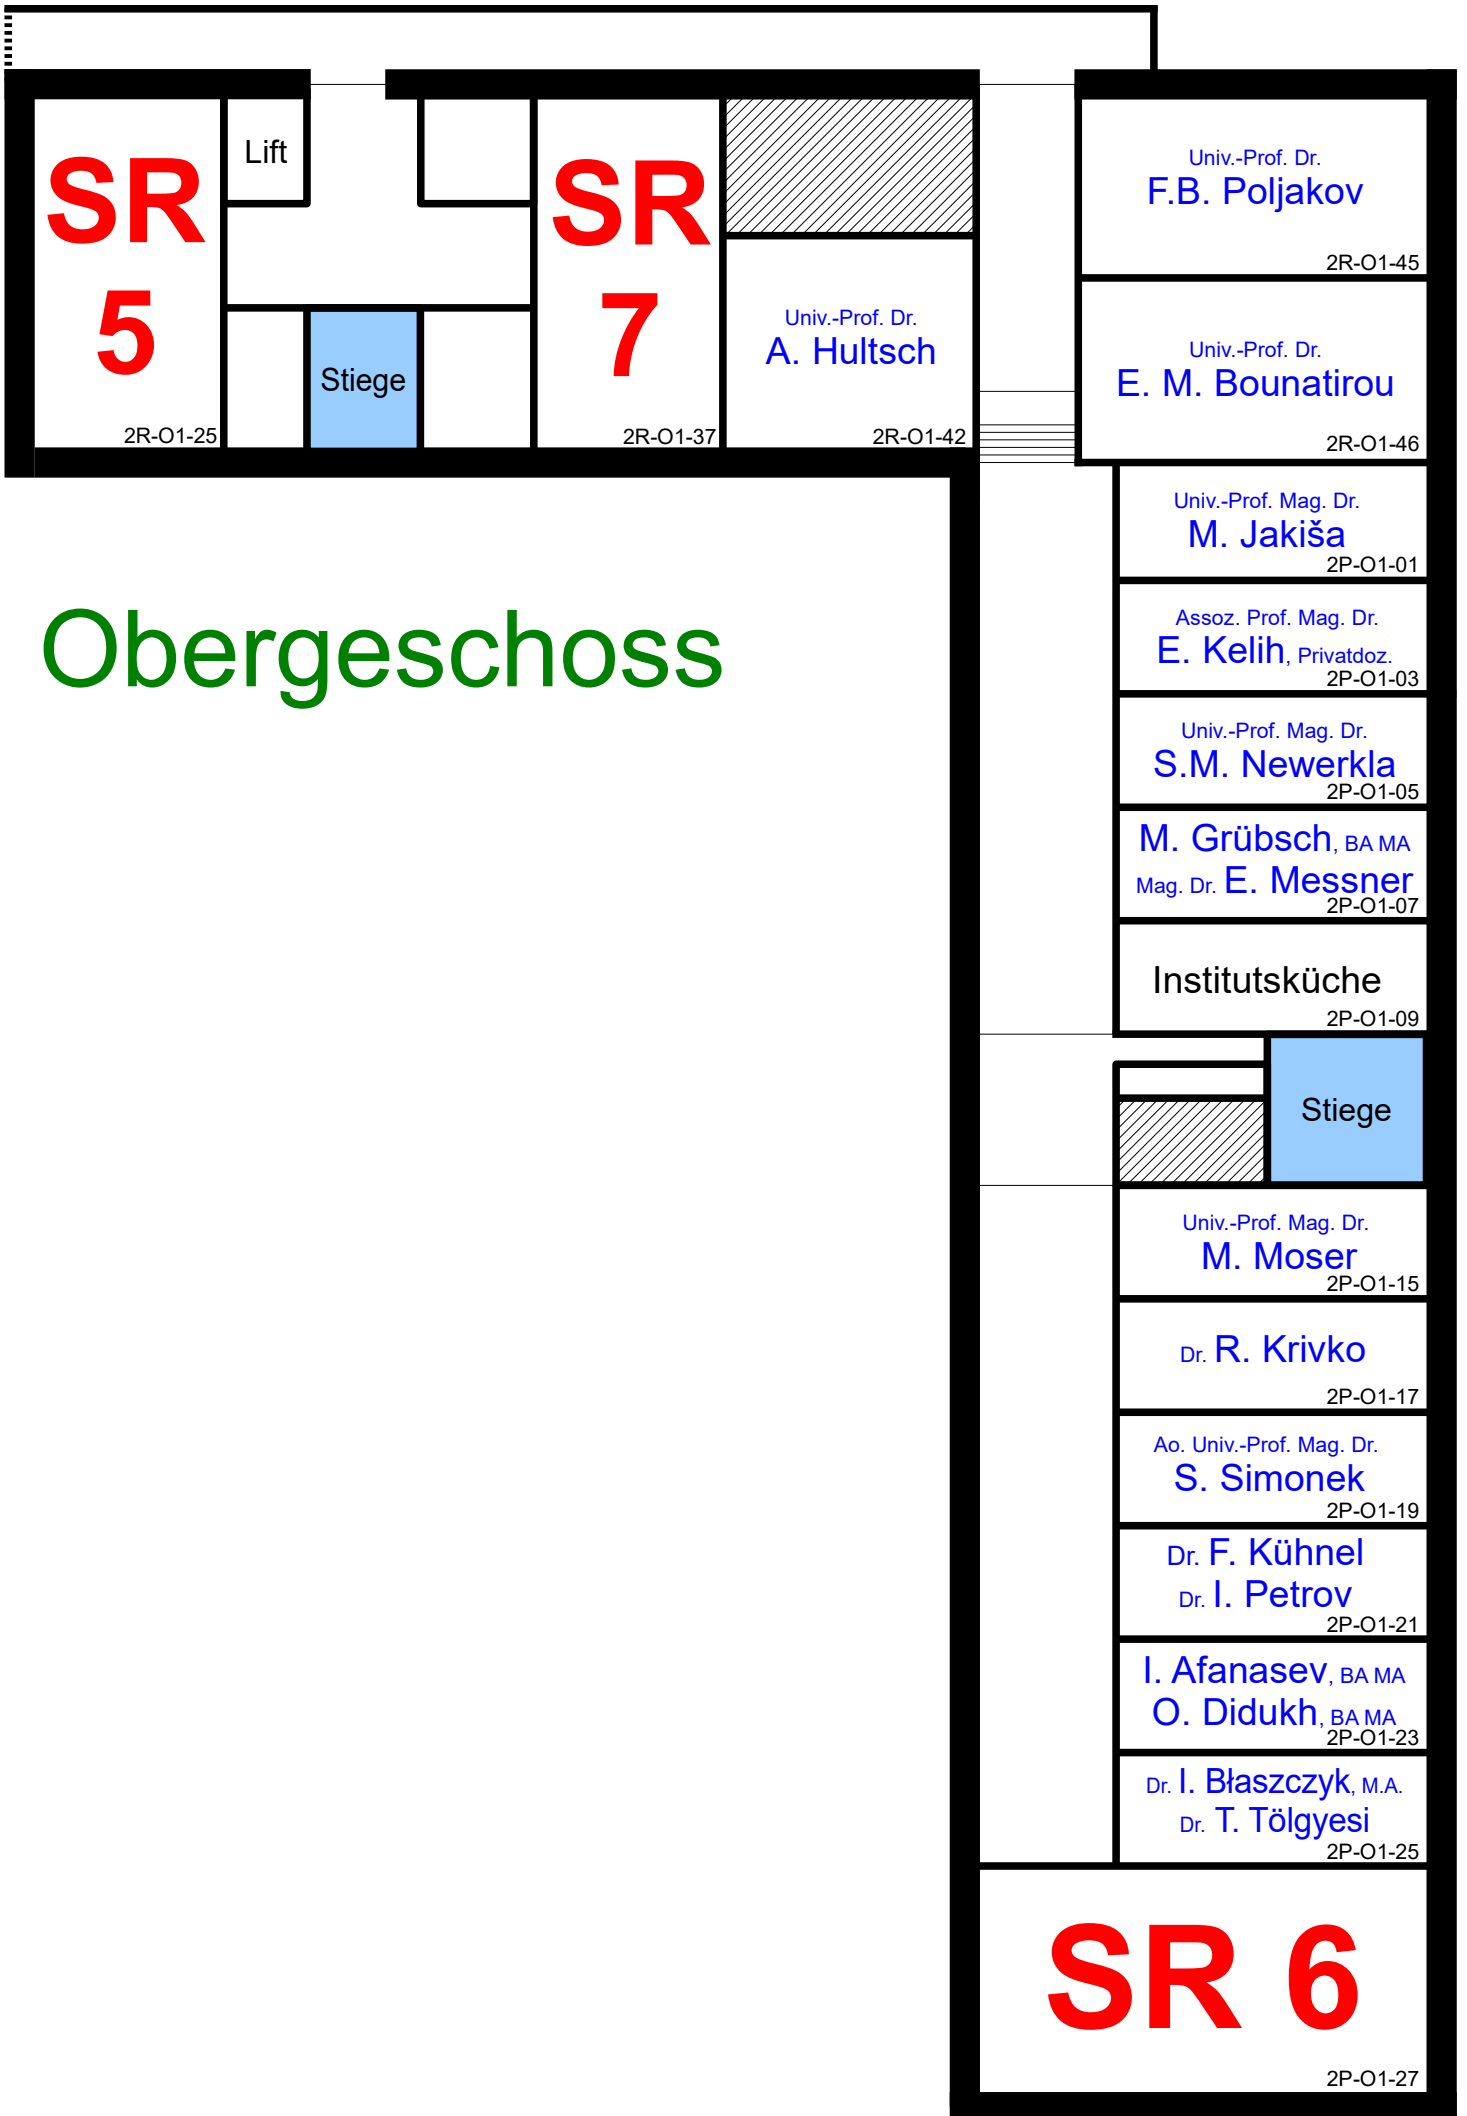 SR
5
2R-O1-25
Lift
Stiege
SR
7
2R-O1-37
Univ.-Prof. Dr.
A. Hultsch
2R-O1-42
Univ.-Prof. Dr.
F.B. Poljakov
2R-O1-45
Univ.-Prof. Dr.
E. M. Bounatirou
2R-O1-46
Obergeschoss
Univ.-Prof. Mag. Dr.
M. Jakiša
2P-O1-01
Assoz. Prof. Mag. Dr.
E. Kelih, Privatdoz.
2P-O1-03
Univ.-Prof. Mag. Dr.
S.M. Newerkla
2P-O1-05
M. Grübsch, BA MA
Mag. Dr. E. Messner
2P-O1-07
Institutsküche
2P-O1-09
Stiege
Univ.-Prof. Mag. Dr.
M. Moser
2P-O1-15
Dr. R. Krivko
2P-O1-17
Ao. Univ.-Prof. Mag. Dr.
S. Simonek
2P-O1-19
Dr. F. Kühnel
Dr. I. Petrov
2P-O1-21
I. Afanasev, BA MA
O. Didukh, BA MA
2P-O1-23
Dr. I. Błaszczyk, M.A.
Dr. T. Tölgyesi
2P-O1-25
SR 6
2P-O1-27